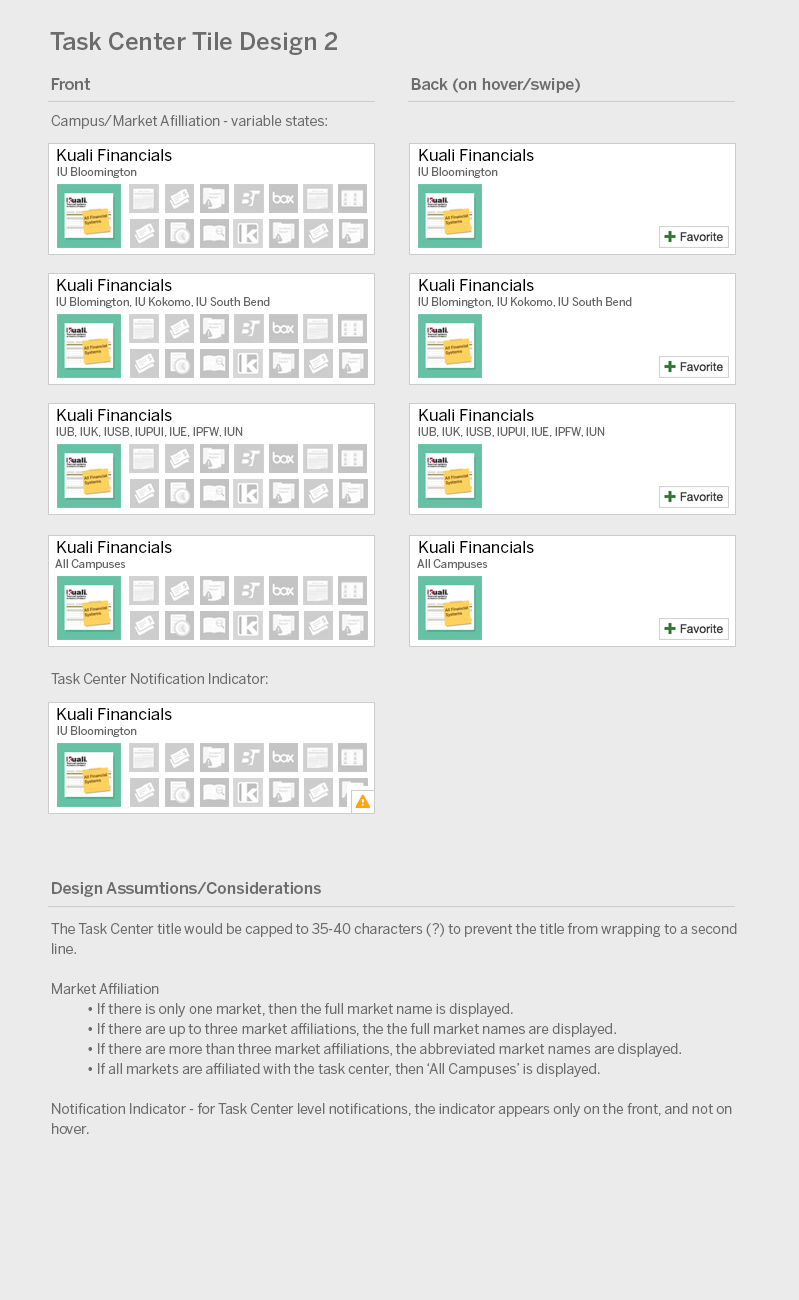 Task Center Tile Design 2
Front
Back (on hover/swipe)
Campus/Market Afilliation - variable states:
Kuali Financials
IU Bloomington
Kuali.
All Financial
Systems
BT
box
Kuali Financials
IU Bloomington
Kuali.
All Financial
Systems
Favorite
Kuali Financials
IU Blomington, IU Kokomo, IU South Bend
Kuali.
All Financial
Systems
BT
box
Kuali Financials
IU Blomington, IU Kokomo, IU South Bend
Kuali.
All Financial
Systems
Favorite
Kuali Financials
IUB, IUK, IUSB, IUPUI, IUE, IPFW, IUN
Kuali.
All Financial
Systems
BT
box
Kuali Financials
IUB, IUK, IUSB, IUPUI, IUE, IPFW, IUN
Kuali.
All Financial
Systems
Favorite
Kuali Financials
All Campuses
Kuali.
All Financial
Systems
BT
box
Kuali Financials
All Campuses
Kuali.
All Financial
Systems
Favorite
Task Center Notification Indicator:
Kuali Financials
IU Bloomington
Kuali.
All Financial
Systems
BT
box
Design Assumtions/Considerations
The Task Center title would be capped to 35-40 characters (?) to prevent the title from wrapping to a second
line.
Market Affiliation
• If there is only one market, then the full market name is displayed.
• If there are up to three market affiliations, the the full market names are displayed.
• If there are more than three market affiliations, the abbreviated market names are displayed.
• If all markets are affiliated with the task center, then ‘All Campuses’ is displayed.
Notification Indicator - for Task Center level notifications, the indicator appears only on the front, and not on
hover.